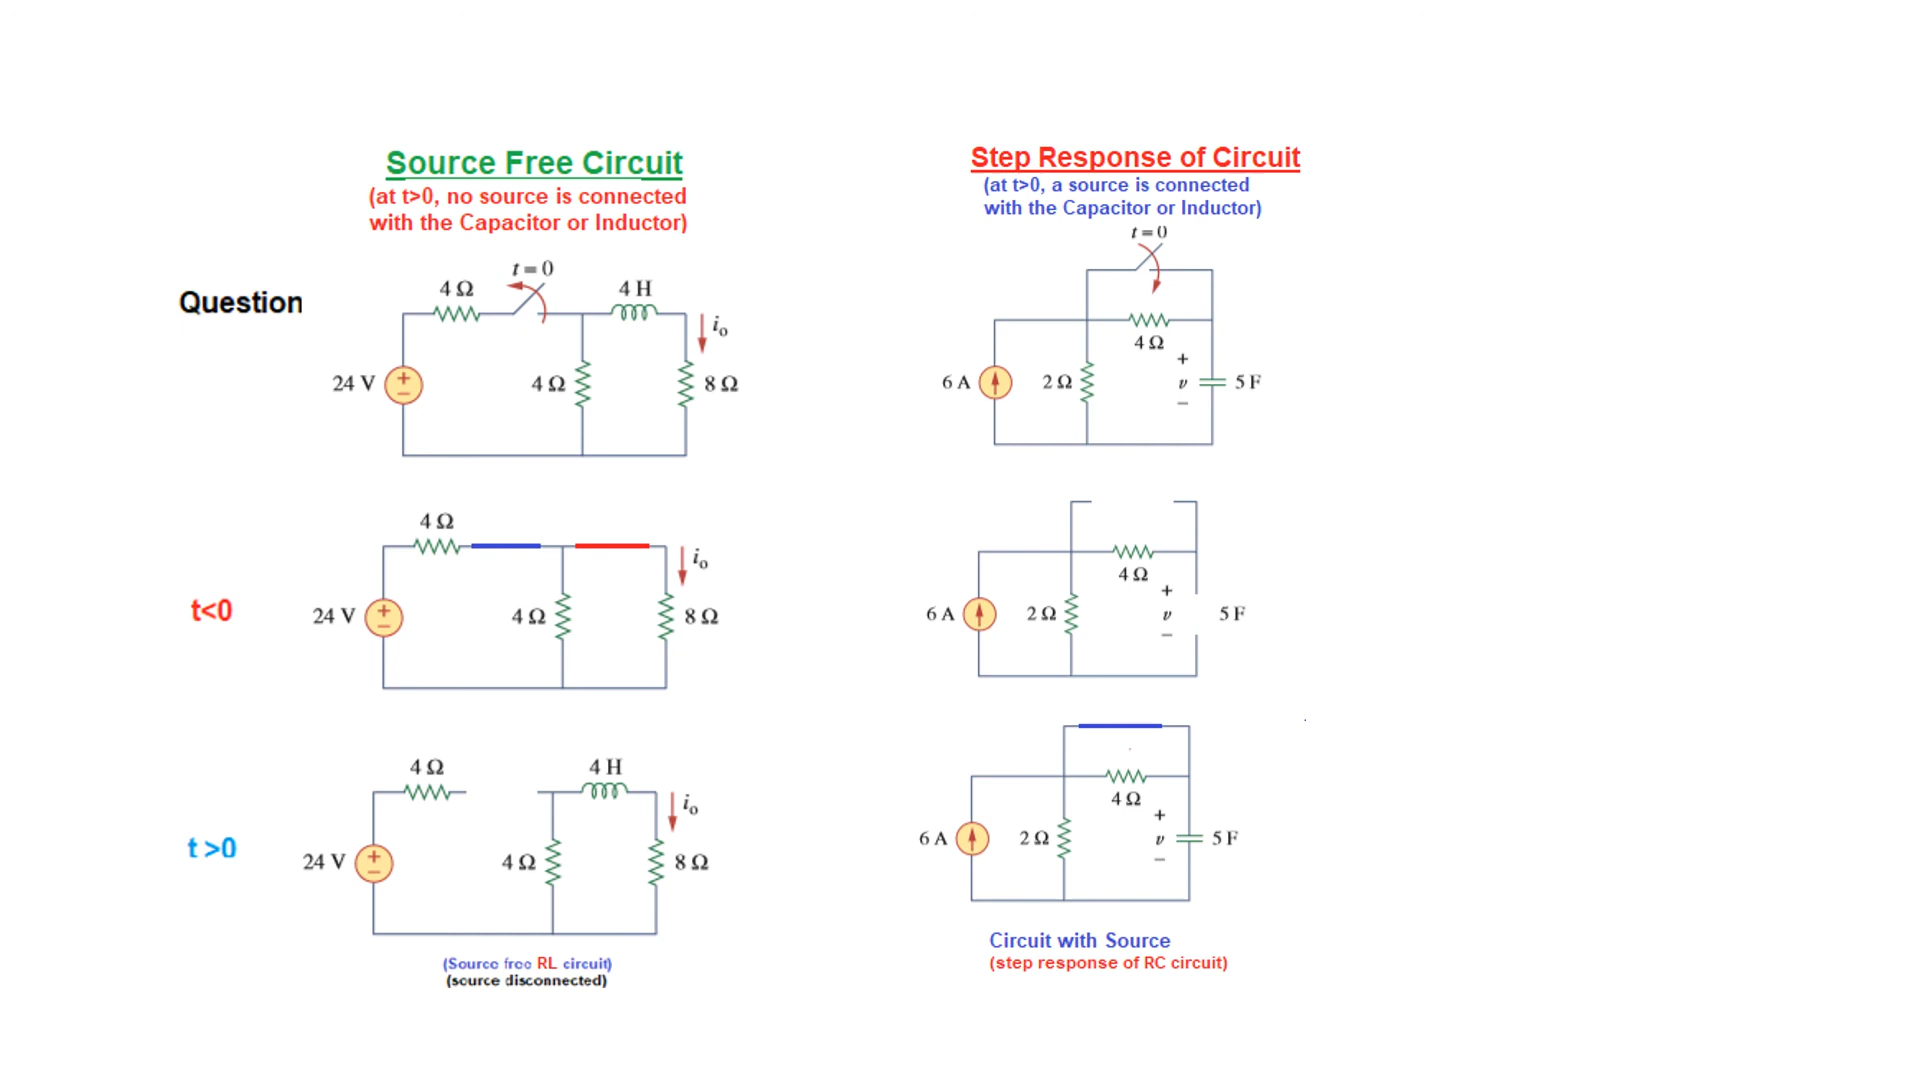 Source Free Circuit
(at t>0, no source is connected
with the Capacitor or Inductor)
Step Response of Circuit
(at t>0, a source is connected
with the Capacitor or Inductor)
Question
t = 0
4 Ω
4 H
i₀
24 V
+
−
4 Ω
8 Ω
t = 0
4 Ω
6 A
2 Ω
+
v
−
5 F
t<0
4 Ω
i₀
24 V
+
−
4 Ω
8 Ω
4 Ω
6 A
2 Ω
+
v
−
5 F
t >0
4 Ω
4 H
i₀
24 V
+
−
4 Ω
8 Ω
4 Ω
6 A
2 Ω
+
v
−
5 F
(Source free RL circuit)
(source disconnected)
Circuit with Source
(step response of RC circuit)